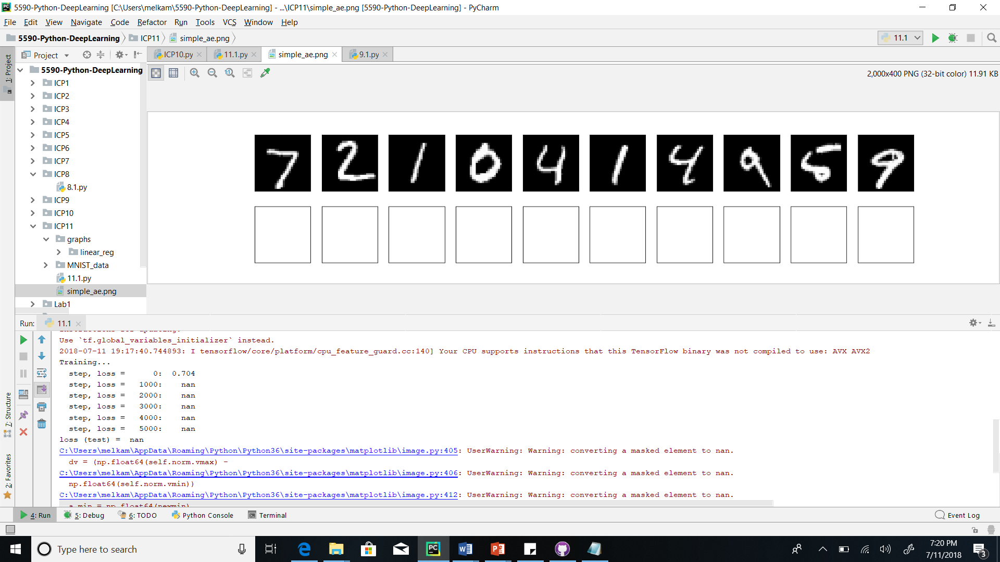 5590-Python-DeepLearning [C:\Users\melkam\5590-Python-DeepLearning] - ...\ICP11\simple_ae.png [5590-Python-DeepLearning] - PyCharm
File Edit View Navigate Code Refactor Run Tools VCS Window Help
5590-Python-DeepLearning ICP11 simple_ae.png 11.1
Project ICP10.py 11.1.py simple_ae.png 9.1.py
1: Project
5590-Python-DeepLearning
2,000x400 PNG (32-bit color) 11.91 KB
ICP1
ICP2
ICP3
ICP4
ICP5
ICP6
ICP7
ICP8
8.1.py
ICP9
ICP10
ICP11
graphs
linear_reg
MNIST_data
11.1.py
simple_ae.png
Lab1
7 2 1 0 4 1 4 9 5 9
Run: 11.1
Instructions for updating:
Use `tf.global_variables_initializer` instead.
2018-07-11 19:17:40.744893: I tensorflow/core/platform/cpu_feature_guard.cc:140] Your CPU supports instructions that this TensorFlow binary was not compiled to use: AVX AVX2
Training...
step, loss = 0: 0.704
step, loss = 1000: nan
step, loss = 2000: nan
step, loss = 3000: nan
step, loss = 4000: nan
step, loss = 5000: nan
loss (test) = nan
C:\Users\melkam\AppData\Roaming\Python\Python36\site-packages\matplotlib\image.py:405: UserWarning: Warning: converting a masked element to nan.
dv = (np.float64(self.norm.vmax) -
C:\Users\melkam\AppData\Roaming\Python\Python36\site-packages\matplotlib\image.py:406: UserWarning: Warning: converting a masked element to nan.
np.float64(self.norm.vmin))
C:\Users\melkam\AppData\Roaming\Python\Python36\site-packages\matplotlib\image.py:412: UserWarning: Warning: converting a masked element to nan.
a_min = np.float64(newmin)
7: Structure
2: Favorites
4: Run 5: Debug 6: TODO Python Console Terminal Event Log
Type here to search
7:20 PM
7/11/2018
3